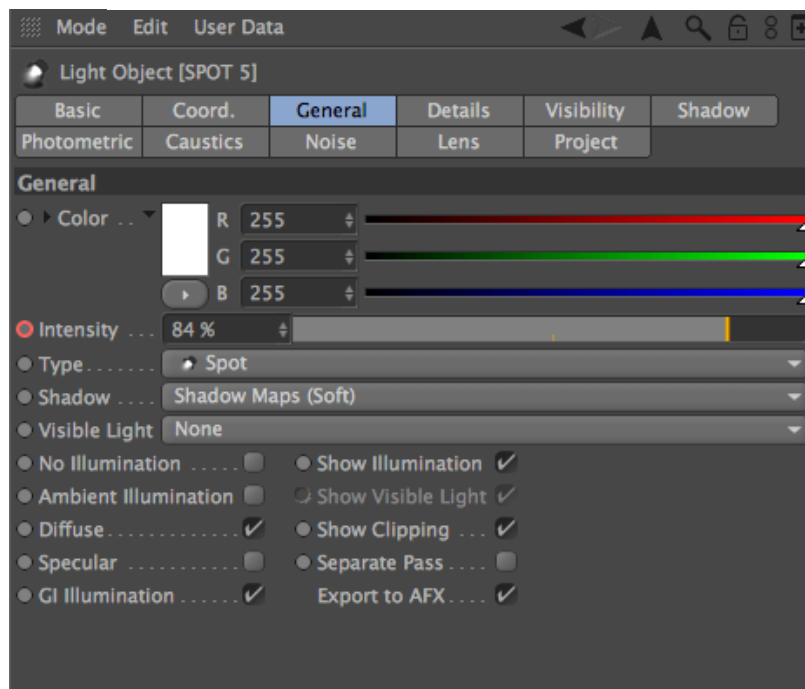 Mode Edit User Data
Light Object [SPOT 5]
Basic Coord. General Details Visibility Shadow
Photometric Caustics Noise Lens Project
General
Color . . R 255
G 255
B 255
Intensity . . . 84 %
Type . . . . . . . Spot
Shadow . . . . Shadow Maps (Soft)
Visible Light None
No Illumination . . . . . Show Illumination
Ambient Illumination Show Visible Light
Diffuse . . . . . . . . . . . . . Show Clipping . . .
Specular . . . . . . . . . . . Separate Pass . . . .
GI Illumination . . . . . . Export to AFX . . . .